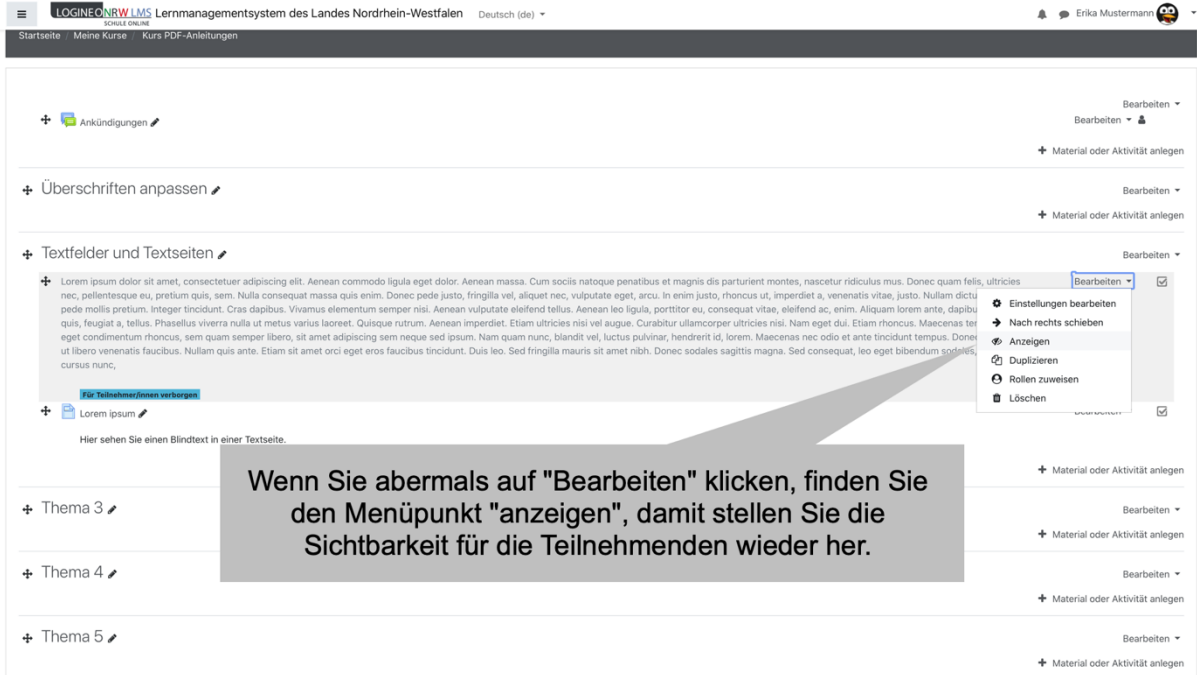 LOGINEO NRW LMS Lernmanagementsystem des Landes Nordrhein-Westfalen Deutsch (de) Erika Mustermann
SCHULE ONLINE
Startseite / Meine Kurse / Kurs PDF-Anleitungen
Bearbeiten
Ankündigungen Bearbeiten
+ Material oder Aktivität anlegen
Überschriften anpassen Bearbeiten
+ Material oder Aktivität anlegen
Textfelder und Textseiten Bearbeiten
Lorem ipsum dolor sit amet, consectetuer adipiscing elit. Aenean commodo ligula eget dolor. Aenean massa. Cum sociis natoque penatibus et magnis dis parturient montes, nascetur ridiculus mus. Donec quam felis, ultricies Bearbeiten
nec, pellentesque eu, pretium quis, sem. Nulla consequat massa quis enim. Donec pede justo, fringilla vel, aliquet nec, vulputate eget, arcu. In enim justo, rhoncus ut, imperdiet a, venenatis vitae, justo. Nullam dictu
pede mollis pretium. Integer tincidunt. Cras dapibus. Vivamus elementum semper nisi. Aenean vulputate eleifend tellus. Aenean leo ligula, porttitor eu, consequat vitae, eleifend ac, enim. Aliquam lorem ante, dapibu
quis, feugiat a, tellus. Phasellus viverra nulla ut metus varius laoreet. Quisque rutrum. Aenean imperdiet. Etiam ultricies nisi vel augue. Curabitur ullamcorper ultricies nisi. Nam eget dui. Etiam rhoncus. Maecenas ter
eget condimentum rhoncus, sem quam semper libero, sit amet adipiscing sem neque sed ipsum. Nam quam nunc, blandit vel, luctus pulvinar, hendrerit id, lorem. Maecenas nec odio et ante tincidunt tempus. Donec
ut libero venenatis faucibus. Nullam quis ante. Etiam sit amet orci eget eros faucibus tincidunt. Duis leo. Sed fringilla mauris sit amet nibh. Donec sodales sagittis magna. Sed consequat, leo eget bibendum sodales,
cursus nunc,
Einstellungen bearbeiten
Nach rechts schieben
Anzeigen
Duplizieren
Rollen zuweisen
Löschen
Für Teilnehmer/innen verborgen
Lorem ipsum Bearbeiten
Hier sehen Sie einen Blindtext in einer Textseite.
Wenn Sie abermals auf "Bearbeiten" klicken, finden Sie
den Menüpunkt "anzeigen", damit stellen Sie die
Sichtbarkeit für die Teilnehmenden wieder her.
+ Material oder Aktivität anlegen
Thema 3 Bearbeiten
+ Material oder Aktivität anlegen
Thema 4 Bearbeiten
+ Material oder Aktivität anlegen
Thema 5 Bearbeiten
+ Material oder Aktivität anlegen